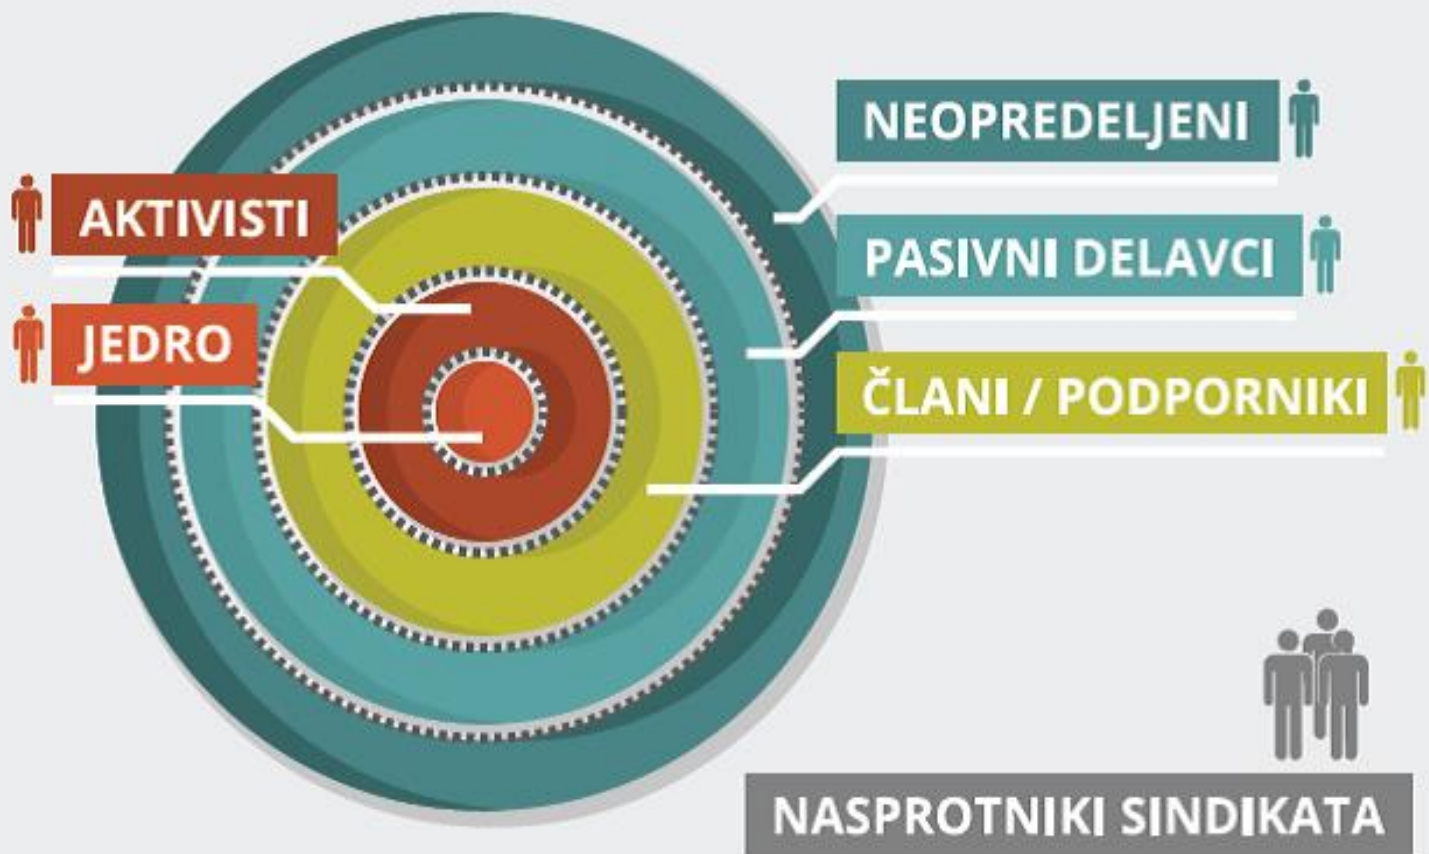 AKTIVISTI
JEDRO
NEOPREDELJENI
PASIVNI DELAVCI
ČLANI / PODPORNIKI
NASPROTNIKI SINDIKATA